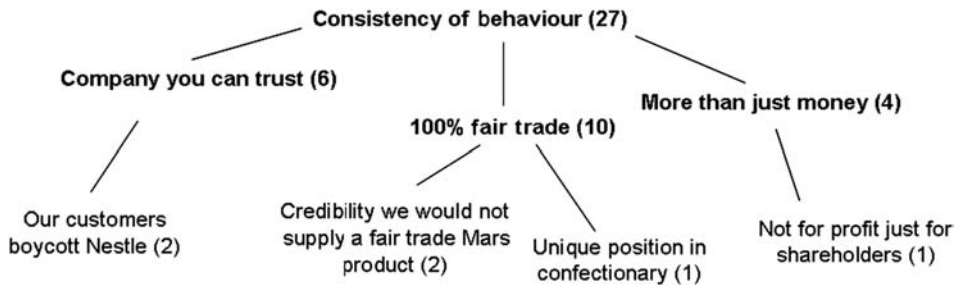 Consistency of behaviour (27)
Company you can trust (6)
More than just money (4)
100% fair trade (10)
Our customers
boycott Nestle (2)
Credibility we would not
supply a fair trade Mars
product (2)
Unique position in
confectionary (1)
Not for profit just for
shareholders (1)